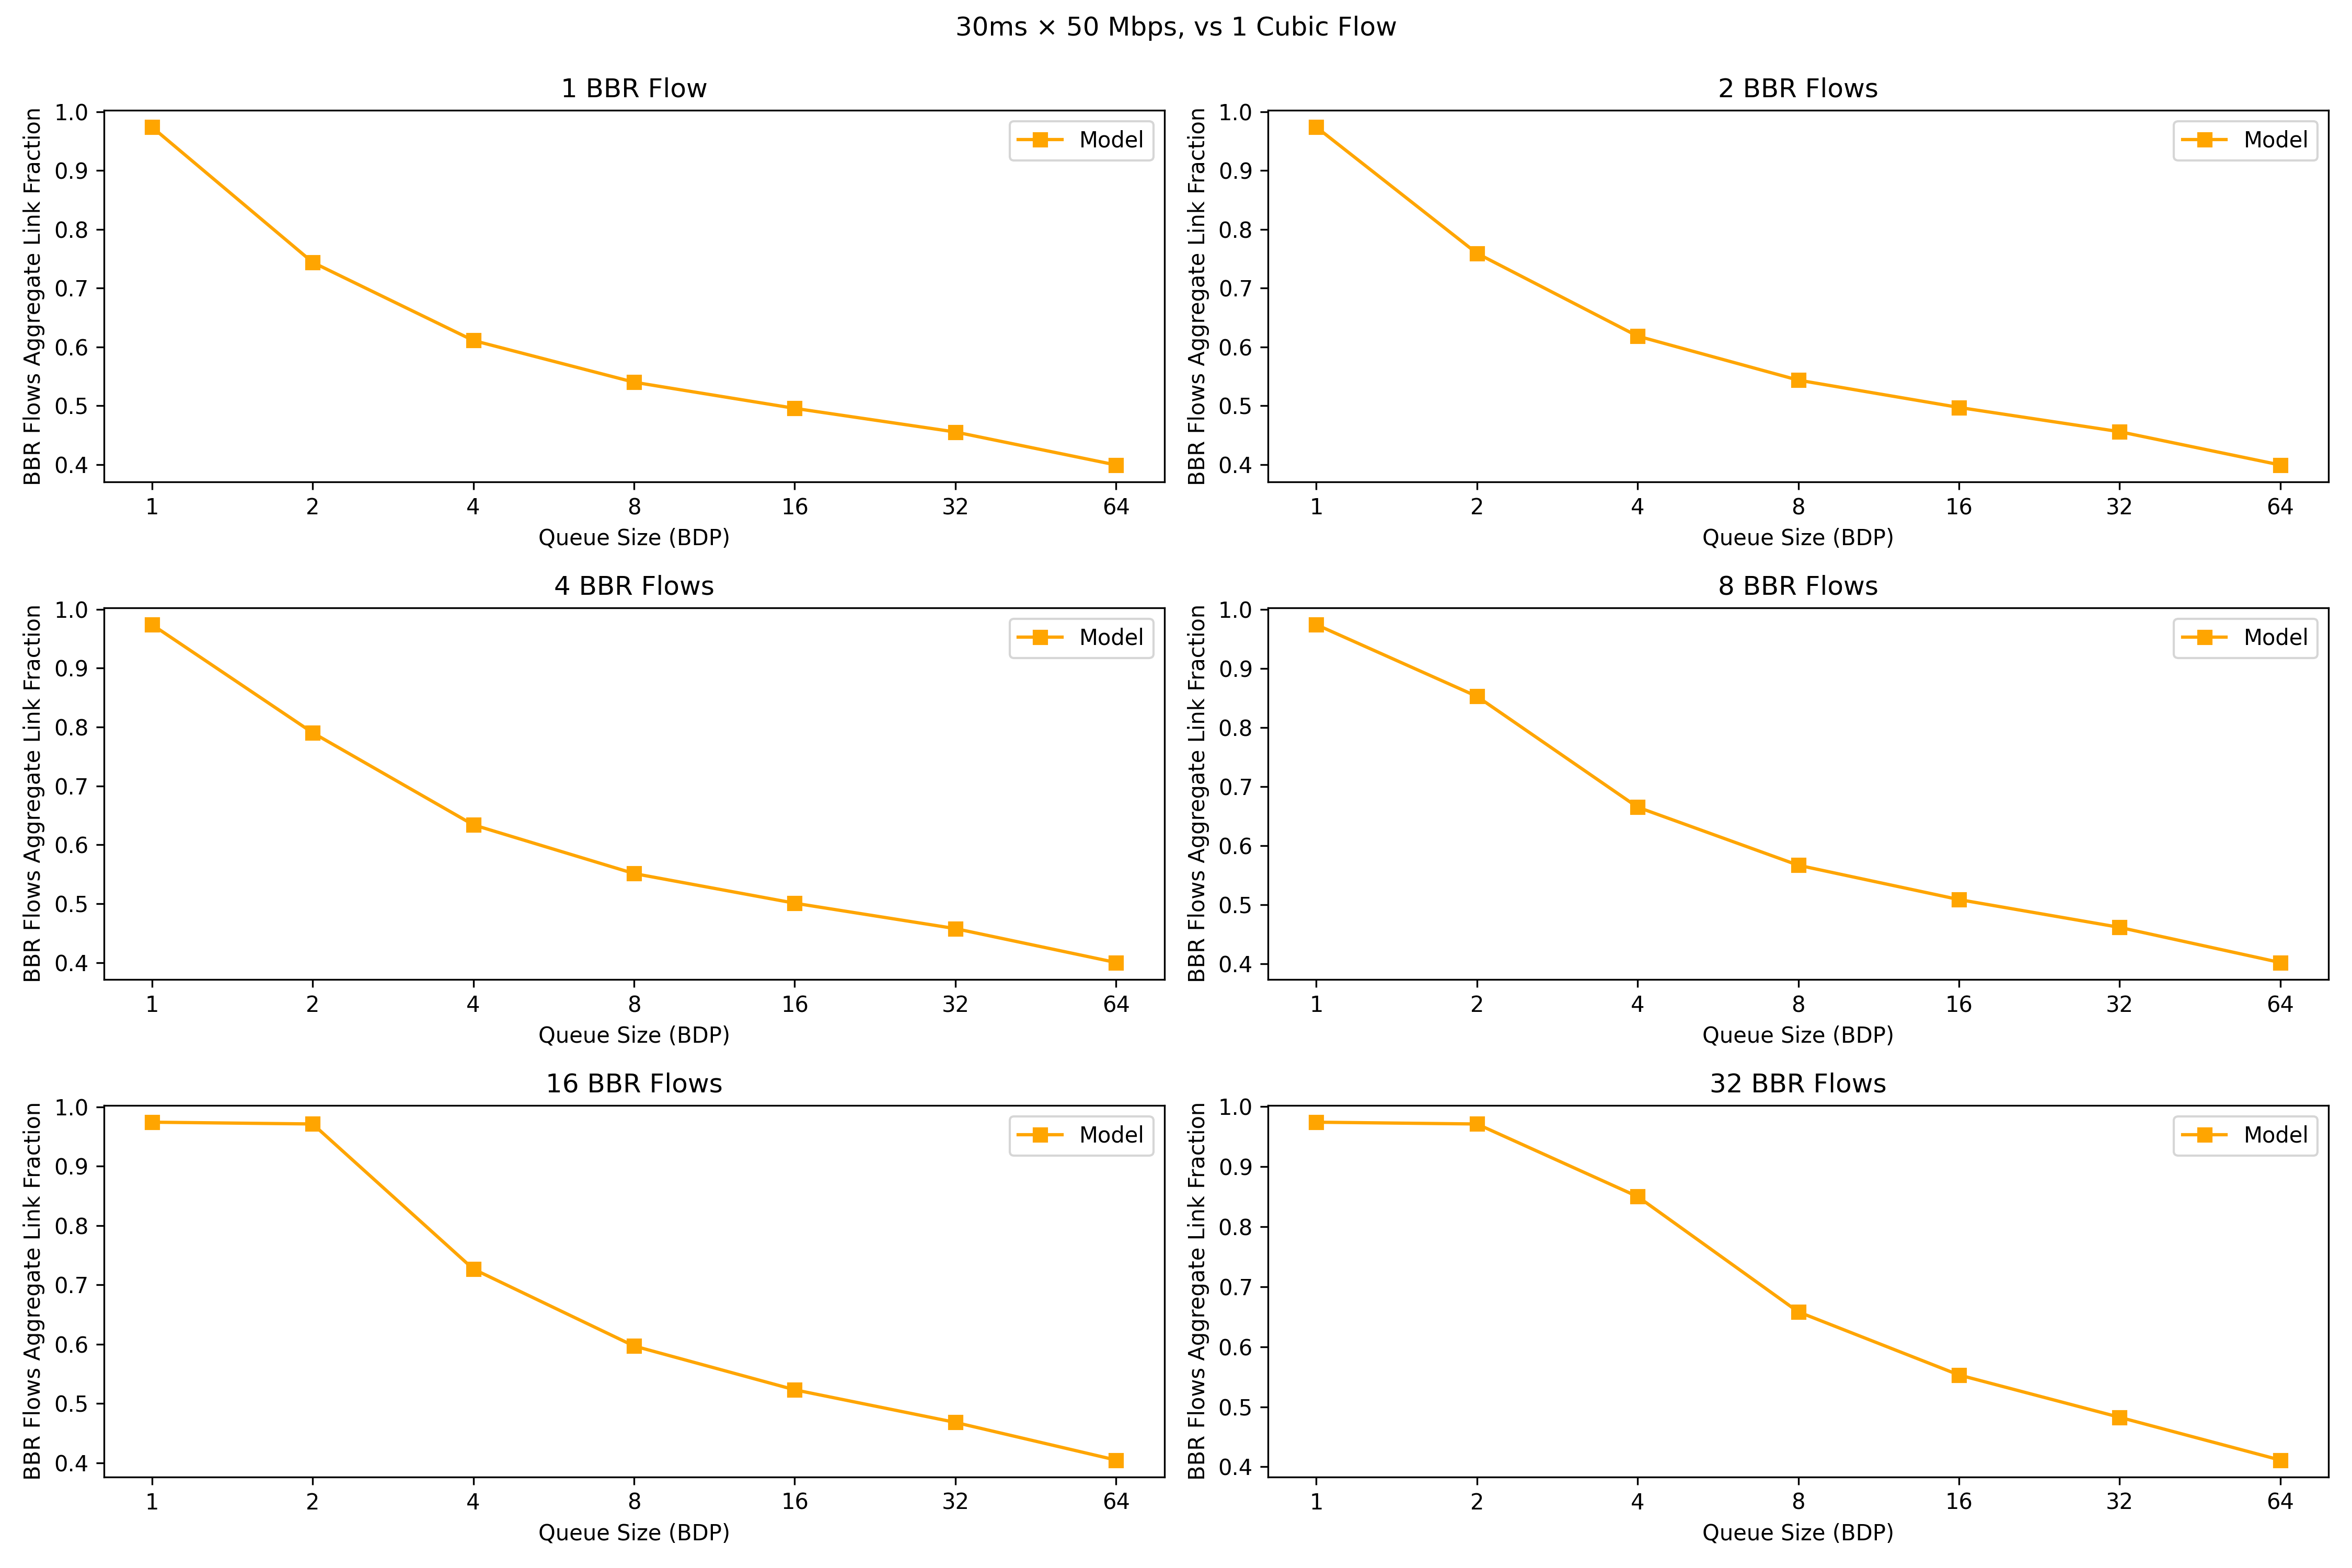 30ms × 50 Mbps, vs 1 Cubic Flow
1 BBR Flow
BBR Flows Aggregate Link Fraction
1.0
0.9
0.8
0.7
0.6
0.5
0.4
1 2 4 8 16 32 64
Queue Size (BDP)
Model
2 BBR Flows
BBR Flows Aggregate Link Fraction
1.0
0.9
0.8
0.7
0.6
0.5
0.4
1 2 4 8 16 32 64
Queue Size (BDP)
Model
4 BBR Flows
BBR Flows Aggregate Link Fraction
1.0
0.9
0.8
0.7
0.6
0.5
0.4
1 2 4 8 16 32 64
Queue Size (BDP)
Model
8 BBR Flows
BBR Flows Aggregate Link Fraction
1.0
0.9
0.8
0.7
0.6
0.5
0.4
1 2 4 8 16 32 64
Queue Size (BDP)
Model
16 BBR Flows
BBR Flows Aggregate Link Fraction
1.0
0.9
0.8
0.7
0.6
0.5
0.4
1 2 4 8 16 32 64
Queue Size (BDP)
Model
32 BBR Flows
BBR Flows Aggregate Link Fraction
1.0
0.9
0.8
0.7
0.6
0.5
0.4
1 2 4 8 16 32 64
Queue Size (BDP)
Model